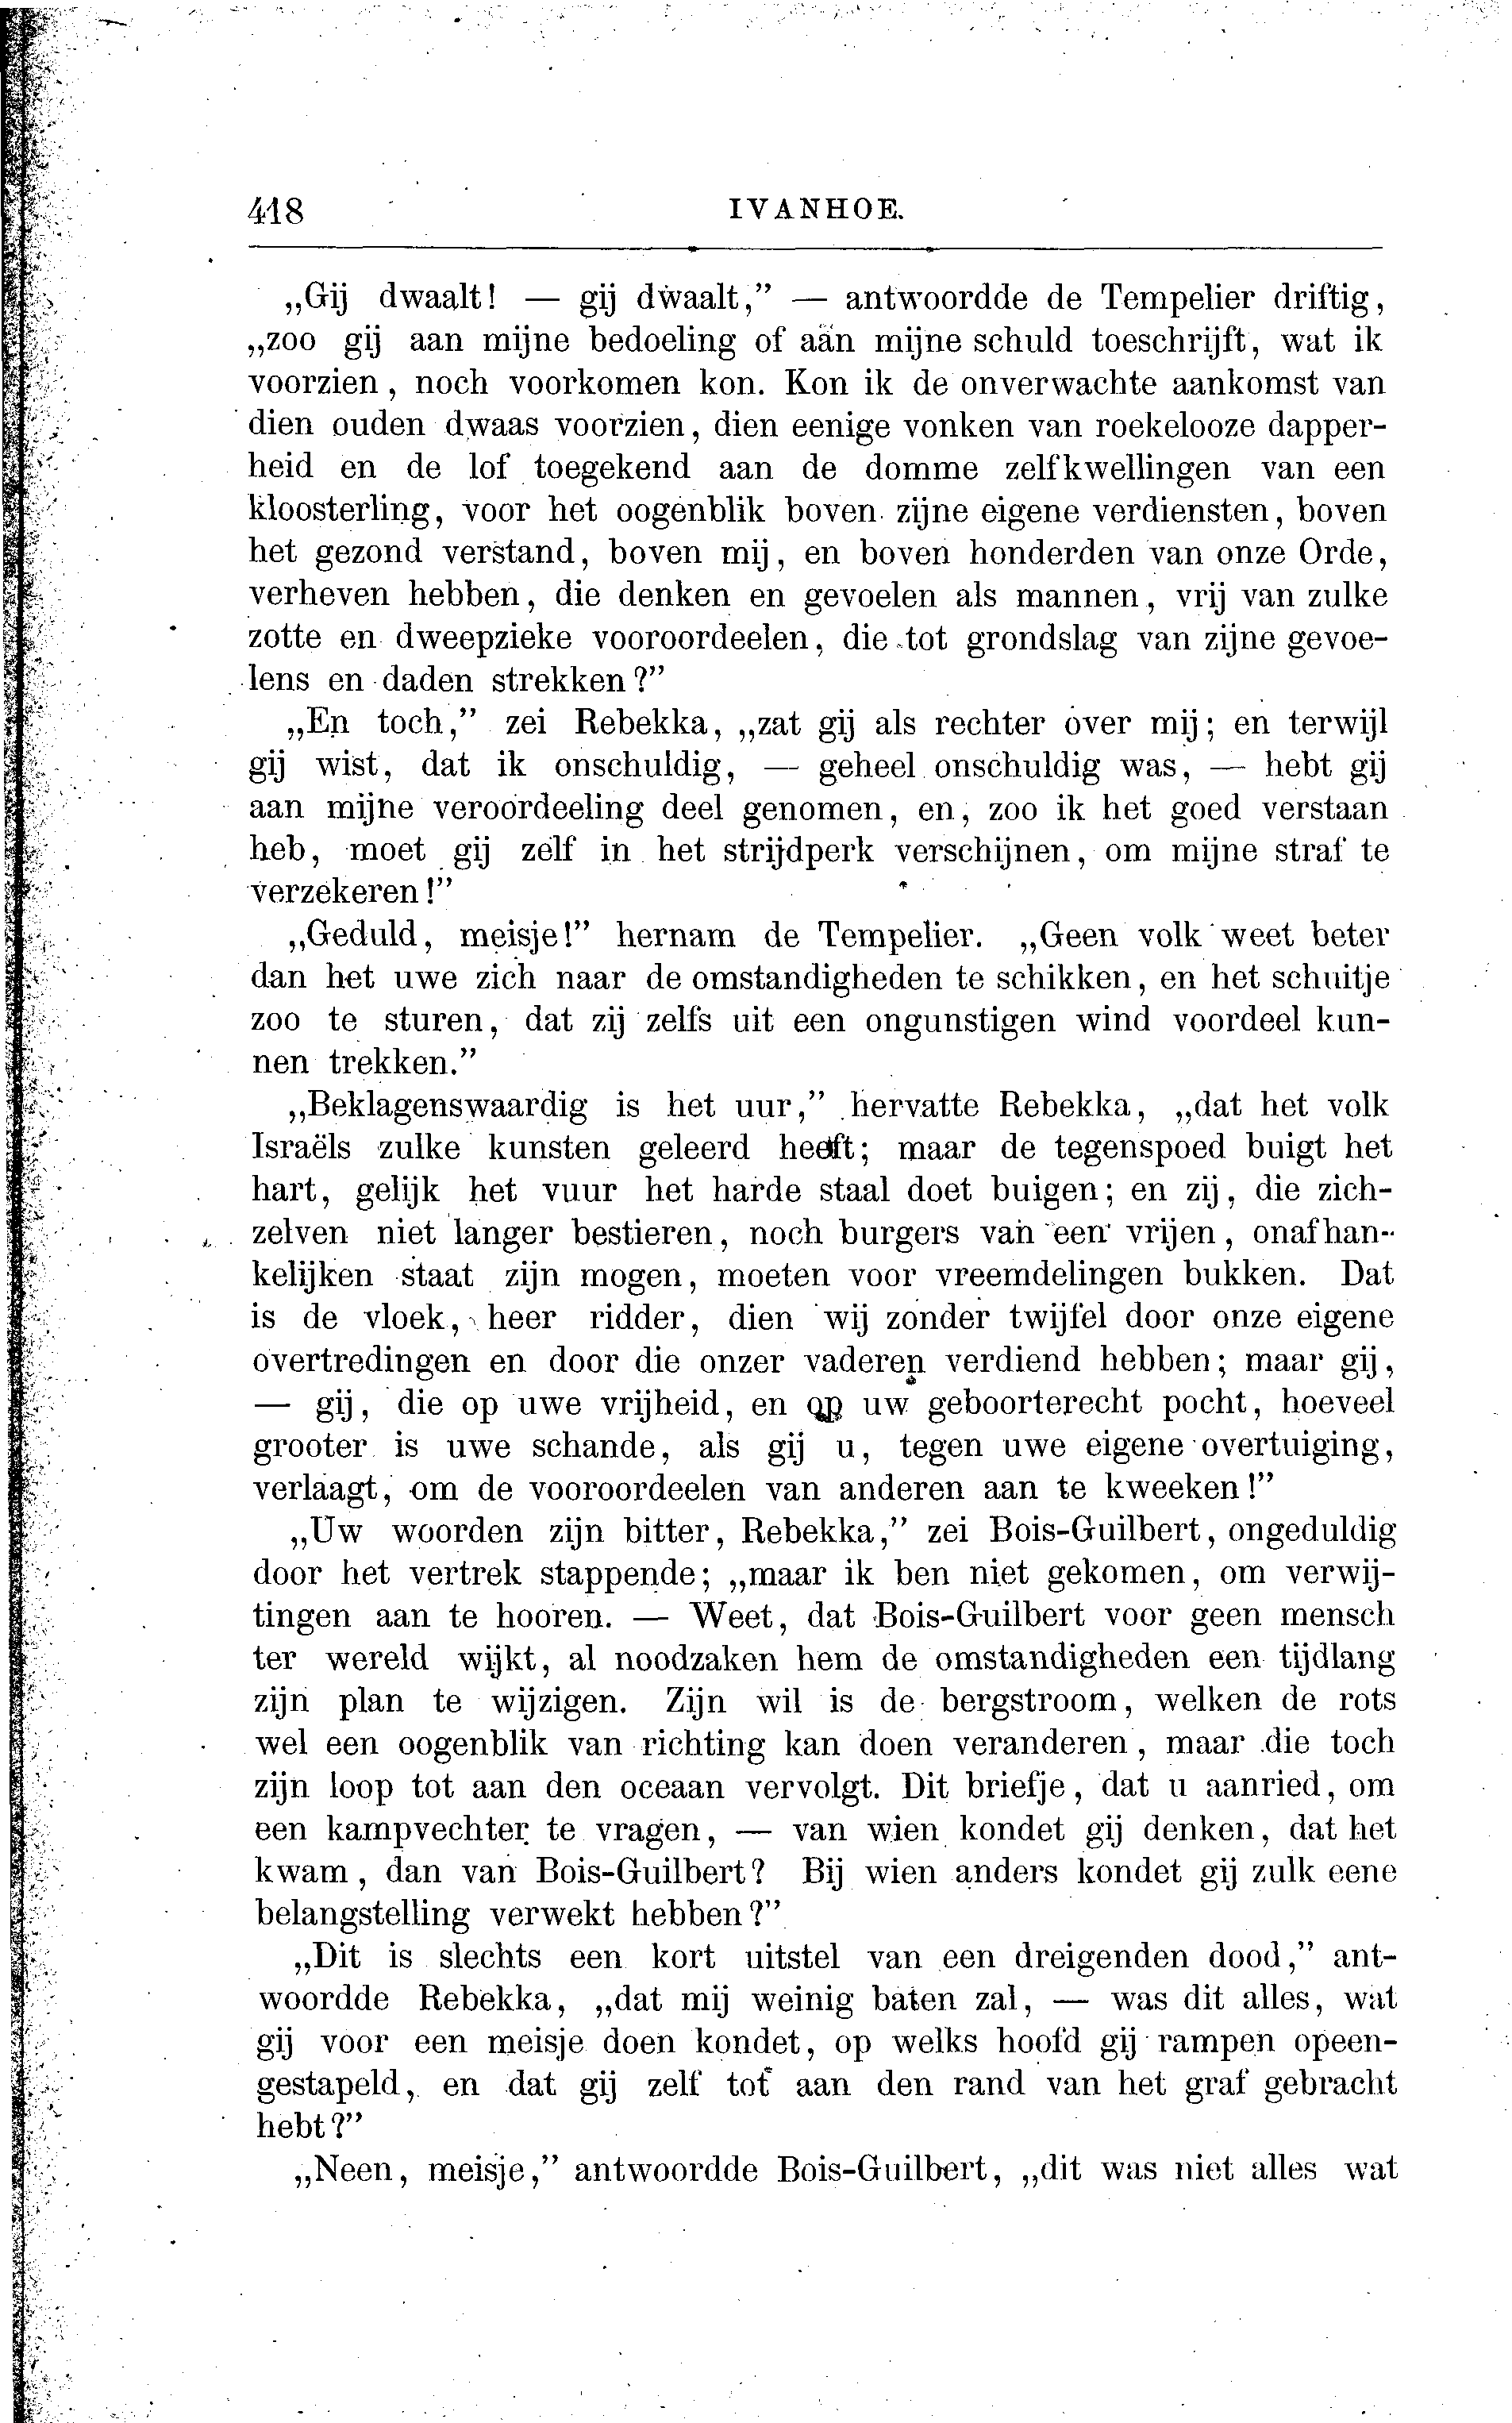 418 IVANHOE.
„Gij dwaalt! — gij dwaalt,” — antwoordde de Tempelier driftig,
„zoo gij aan mijne bedoeling of aan mijne schuld toeschrijft, wat ik
voorzien, noch voorkomen kon. Kon ik de onverwachte aankomst van
dien ouden dwaas voorzien, dien eenige vonken van roekelooze dapper-
heid en de lof toegekend aan de domme zelfkwellingen van een
kloosterling, voor het oogenblik boven zijne eigene verdiensten, boven
het gezond verstand, boven mij, en boven honderden van onze Orde,
verheven hebben, die denken en gevoelen als mannen, vrij van zulke
zotte en dweepzieke vooroordeelen, die tot grondslag van zijne gevoe-
lens en daden strekken?”
„En toch,” zei Rebekka, „zat gij als rechter over mij; en terwijl
gij wist, dat ik onschuldig, — geheel onschuldig was, — hebt gij
aan mijne veroordeeling deel genomen, en, zoo ik het goed verstaan
heb, moet gij zelf in het strijdperk verschijnen, om mijne straf te
verzekeren!”
„Geduld, meisje!” hernam de Tempelier. „Geen volk weet beter
dan het uwe zich naar de omstandigheden te schikken, en het schuitje
zoo te sturen, dat zij zelfs uit een ongunstigen wind voordeel kun-
nen trekken.”
„Beklagenswaardig is het uur,” hervatte Rebekka, „dat het volk
Israëls zulke kunsten geleerd heeft; maar de tegenspoed buigt het
hart, gelijk het vuur het harde staal doet buigen; en zij, die zich-
zelven niet langer bestieren, noch burgers van een vrijen, onafhan-
kelijken staat zijn mogen, moeten voor vreemdelingen bukken. Dat
is de vloek, heer ridder, dien wij zonder twijfel door onze eigene
overtredingen en door die onzer vaderen verdiend hebben; maar gij,
— gij, die op uwe vrijheid, en op uw geboorterecht pocht, hoeveel
grooter is uwe schande, als gij u, tegen uwe eigene overtuiging,
verlaagt, om de vooroordeelen van anderen aan te kweeken!”
„Uw woorden zijn bitter, Rebekka,” zei Bois-Guilbert, ongeduldig
door het vertrek stappende; „maar ik ben niet gekomen, om verwij-
tingen aan te hooren. — Weet, dat Bois-Guilbert voor geen mensch
ter wereld wijkt, al noodzaken hem de omstandigheden een tijdlang
zijn plan te wijzigen. Zijn wil is de bergstroom, welken de rots
wel een oogenblik van richting kan doen veranderen, maar die toch
zijn loop tot aan den oceaan vervolgt. Dit briefje, dat u aanried, om
een kampvechter te vragen, — van wien kondet gij denken, dat het
kwam, dan van Bois-Guilbert? Bij wien anders kondet gij zulk eene
belangstelling verwekt hebben?”
„Dit is slechts een kort uitstel van een dreigenden dood,” ant-
woordde Rebekka, „dat mij weinig baten zal, — was dit alles, wat
gij voor een meisje doen kondet, op welks hoofd gij rampen opeen-
gestapeld, en dat gij zelf tot aan den rand van het graf gebracht
hebt?”
„Neen, meisje,” antwoordde Bois-Guilbert, „dit was niet alles wat